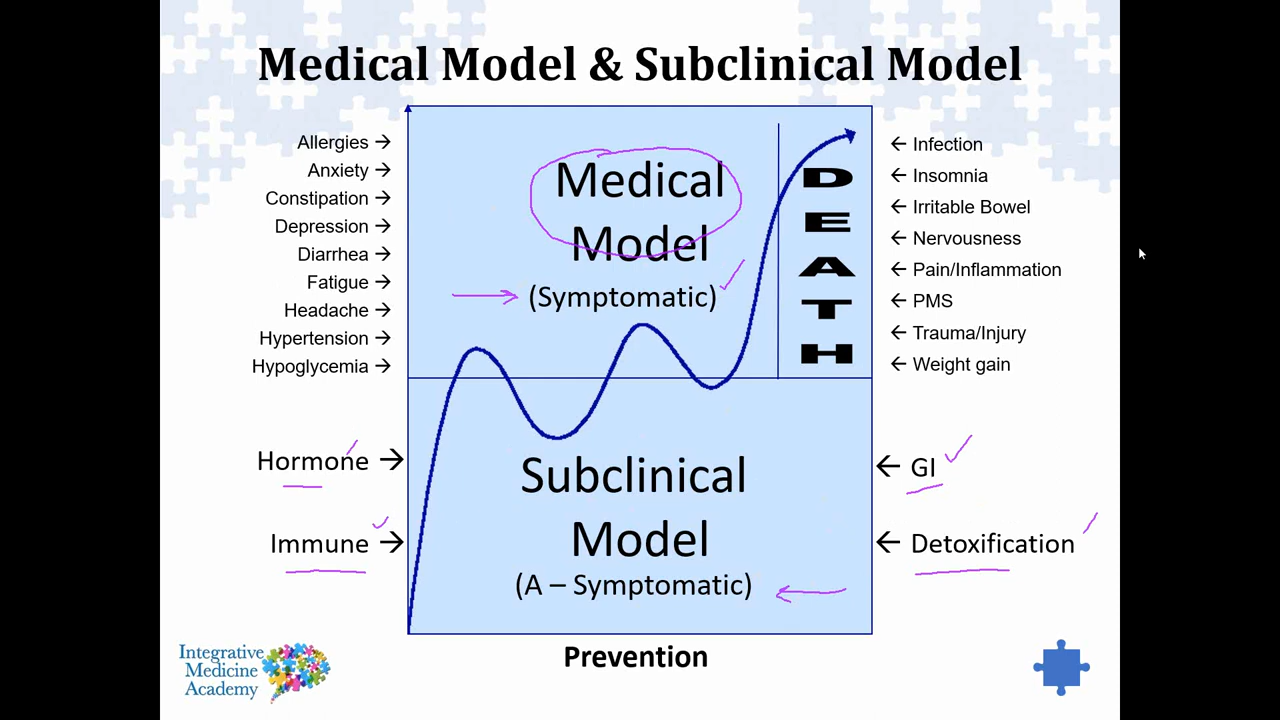 Medical Model & Subclinical Model
Allergies →
Anxiety →
Constipation →
Depression →
Diarrhea →
Fatigue →
Headache →
Hypertension →
Hypoglycemia →
Hormone →
Immune →
Medical
Model
(Symptomatic)
DEATH
Subclinical
Model
(A – Symptomatic)
← Infection
← Insomnia
← Irritable Bowel
← Nervousness
← Pain/Inflammation
← PMS
← Trauma/Injury
← Weight gain
← GI
← Detoxification
Prevention
Integrative
Medicine
Academy